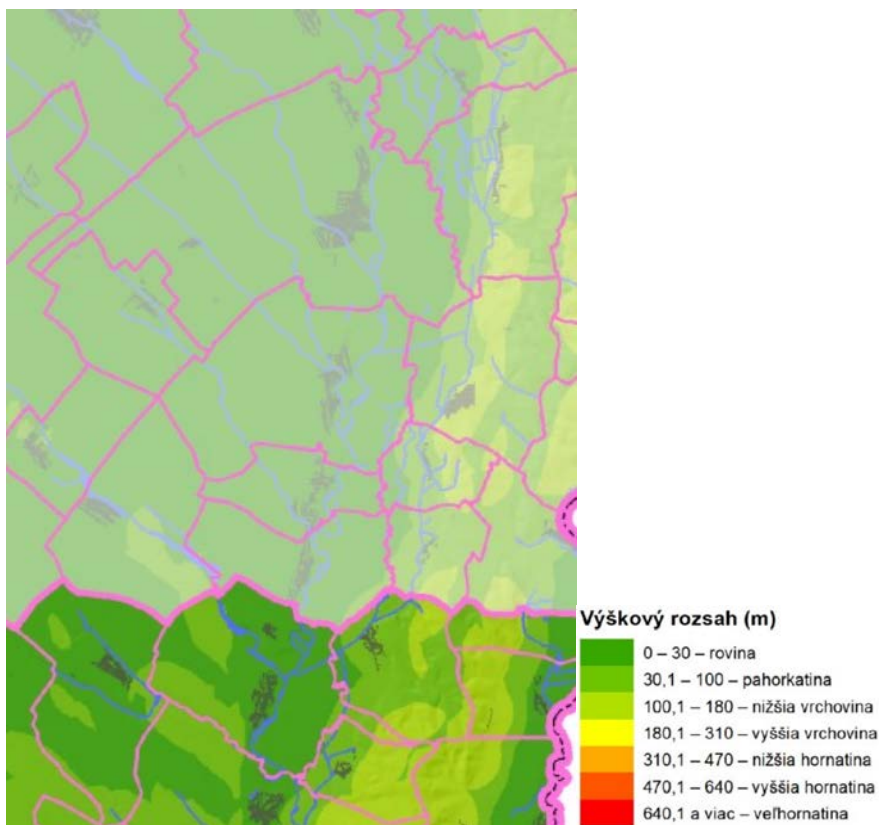 Výškový rozsah (m)
0 – 30 – rovina
30,1 – 100 – pahorkatina
100,1 – 180 – nižšia vrchovina
180,1 – 310 – vyššia vrchovina
310,1 – 470 – nižšia hornatina
470,1 – 640 – vyššia hornatina
640,1 a viac – veľhornatina